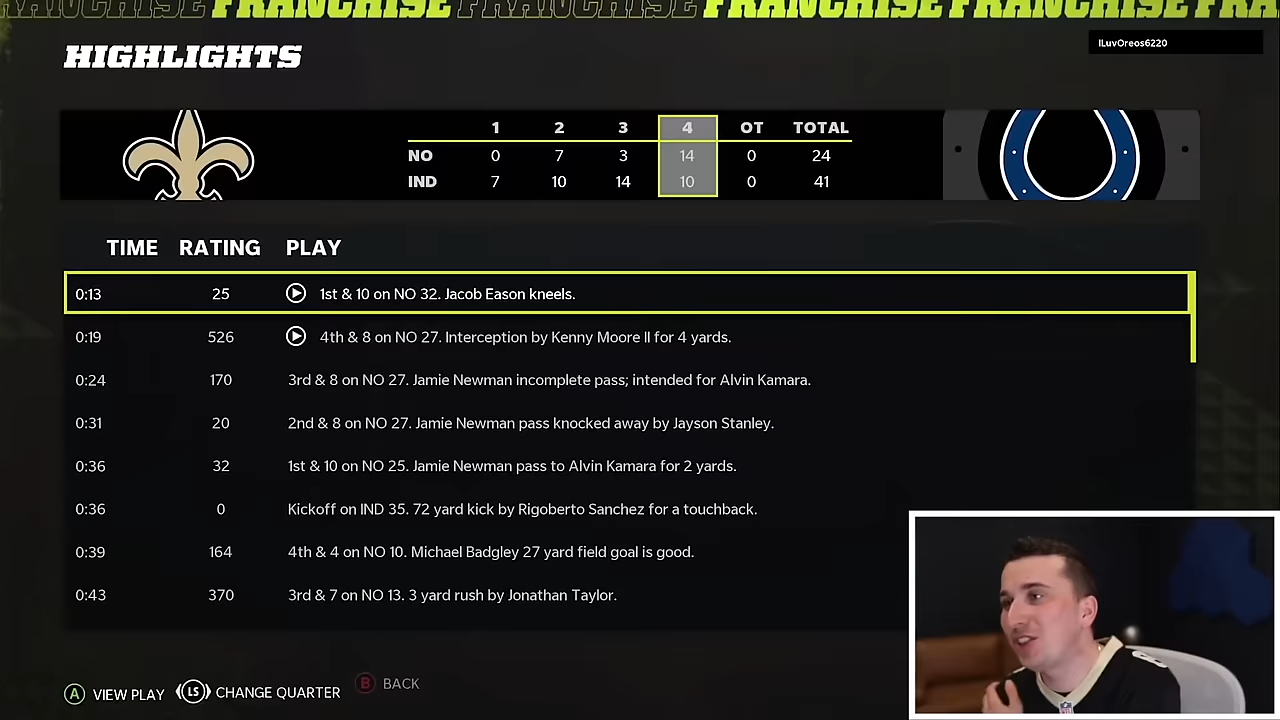 FRANCHISE FRANCHISE FRANCHISE FRANCHISE FRANCHISE FRA
HIGHLIGHTS
ILuvOreos6220
1 2 3 4 OT TOTAL
NO 0 7 3 14 0 24
IND 7 10 14 10 0 41
TIME RATING PLAY
0:13 25 1st & 10 on NO 32. Jacob Eason kneels.
0:19 526 4th & 8 on NO 27. Interception by Kenny Moore II for 4 yards.
0:24 170 3rd & 8 on NO 27. Jamie Newman incomplete pass; intended for Alvin Kamara.
0:31 20 2nd & 8 on NO 27. Jamie Newman pass knocked away by Jayson Stanley.
0:36 32 1st & 10 on NO 25. Jamie Newman pass to Alvin Kamara for 2 yards.
0:36 0 Kickoff on IND 35. 72 yard kick by Rigoberto Sanchez for a touchback.
0:39 164 4th & 4 on NO 10. Michael Badgley 27 yard field goal is good.
0:43 370 3rd & 7 on NO 13. 3 yard rush by Jonathan Taylor.
A VIEW PLAY LS CHANGE QUARTER B BACK